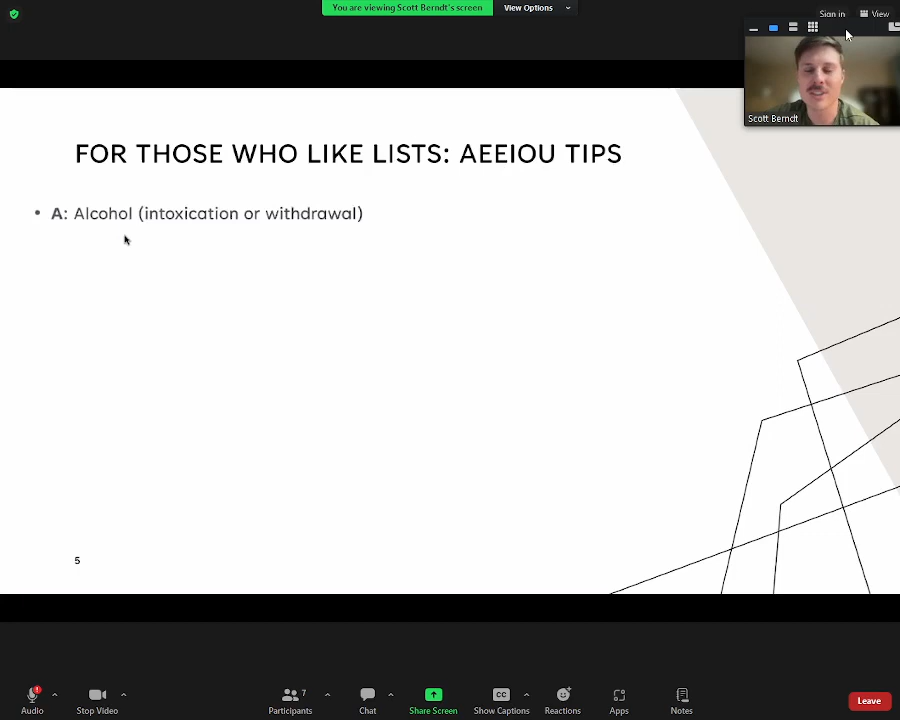 You are viewing Scott Berndt's screen
View Options
Sign in
View
Scott Berndt
FOR THOSE WHO LIKE LISTS: AEEIOU TIPS
• A: Alcohol (intoxication or withdrawal)
5
Audio
Stop Video
7
Participants
Chat
Share Screen
CC
Show Captions
Reactions
Apps
Notes
Leave